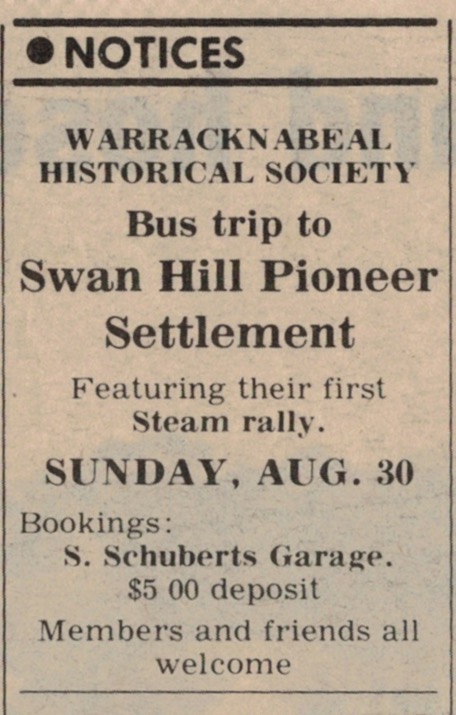 ● NOTICES
WARRACKNABEAL
HISTORICAL SOCIETY
Bus trip to
Swan Hill Pioneer
Settlement
Featuring their first
Steam rally.
SUNDAY, AUG. 30
Bookings:
S. Schuberts Garage.
$5 00 deposit
Members and friends all
welcome